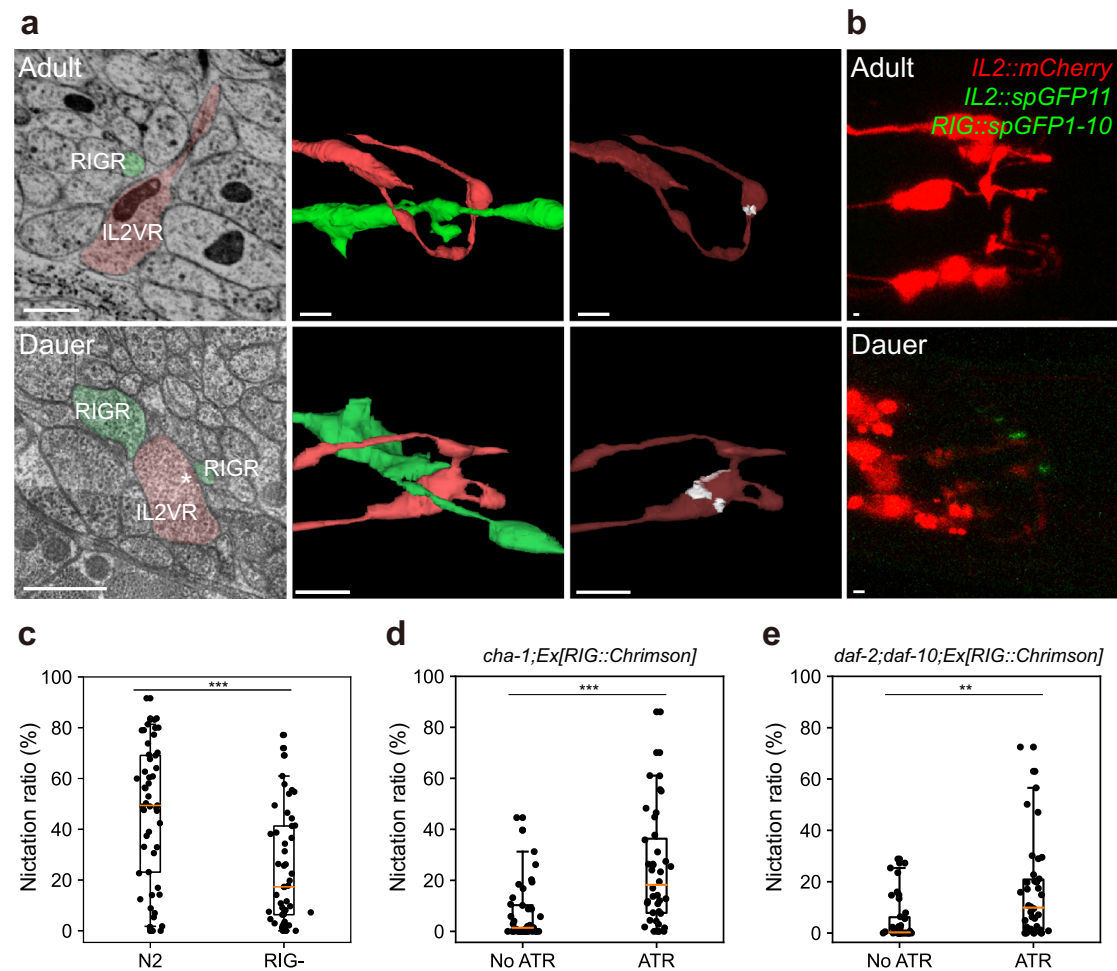 a
b
Adult
RIGR
IL2VR
Adult
IL2::mCherry
IL2::spGFP11
RIG::spGFP1-10
Dauer
RIGR
RIGR
*
IL2VR
Dauer
c
d
e
cha-1;Ex[RIG::Chrimson]
daf-2;daf-10;Ex[RIG::Chrimson]
Nictation ratio (%)
100
80
60
40
20
0
***
N2 RIG-
Nictation ratio (%)
100
80
60
40
20
0
***
No ATR ATR
Nictation ratio (%)
100
80
60
40
20
0
**
No ATR ATR